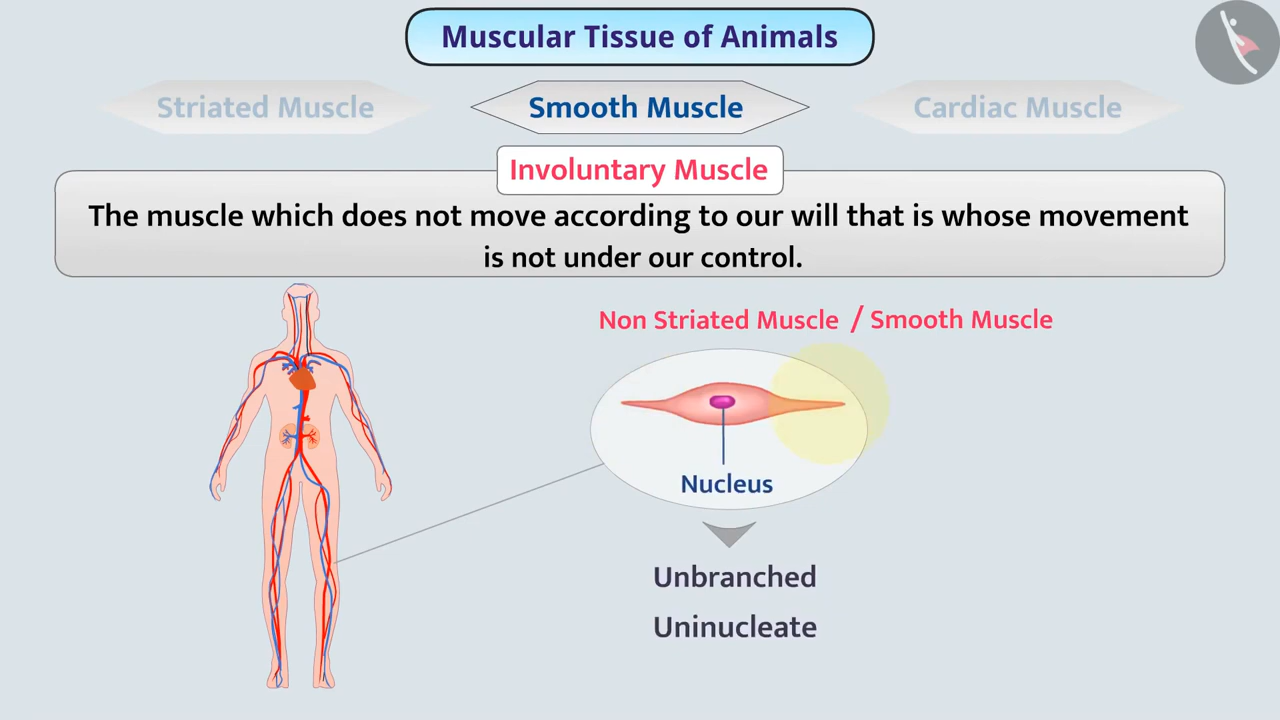 Muscular Tissue of Animals
Striated Muscle
Smooth Muscle
Cardiac Muscle
Involuntary Muscle
The muscle which does not move according to our will that is whose movement
is not under our control.
Non Striated Muscle / Smooth Muscle
Nucleus
Unbranched
Uninucleate